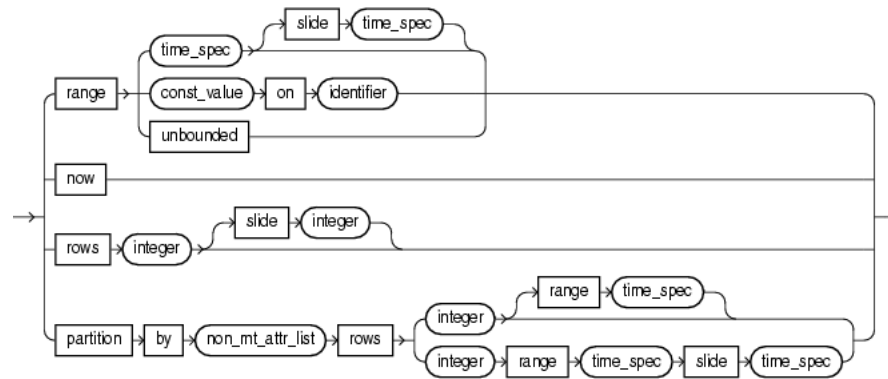 slide time_spec
time_spec
range const_value on identifier
unbounded
now
slide integer
rows integer
range time_spec
integer
partition by non_mt_attr_list rows
integer range time_spec slide time_spec